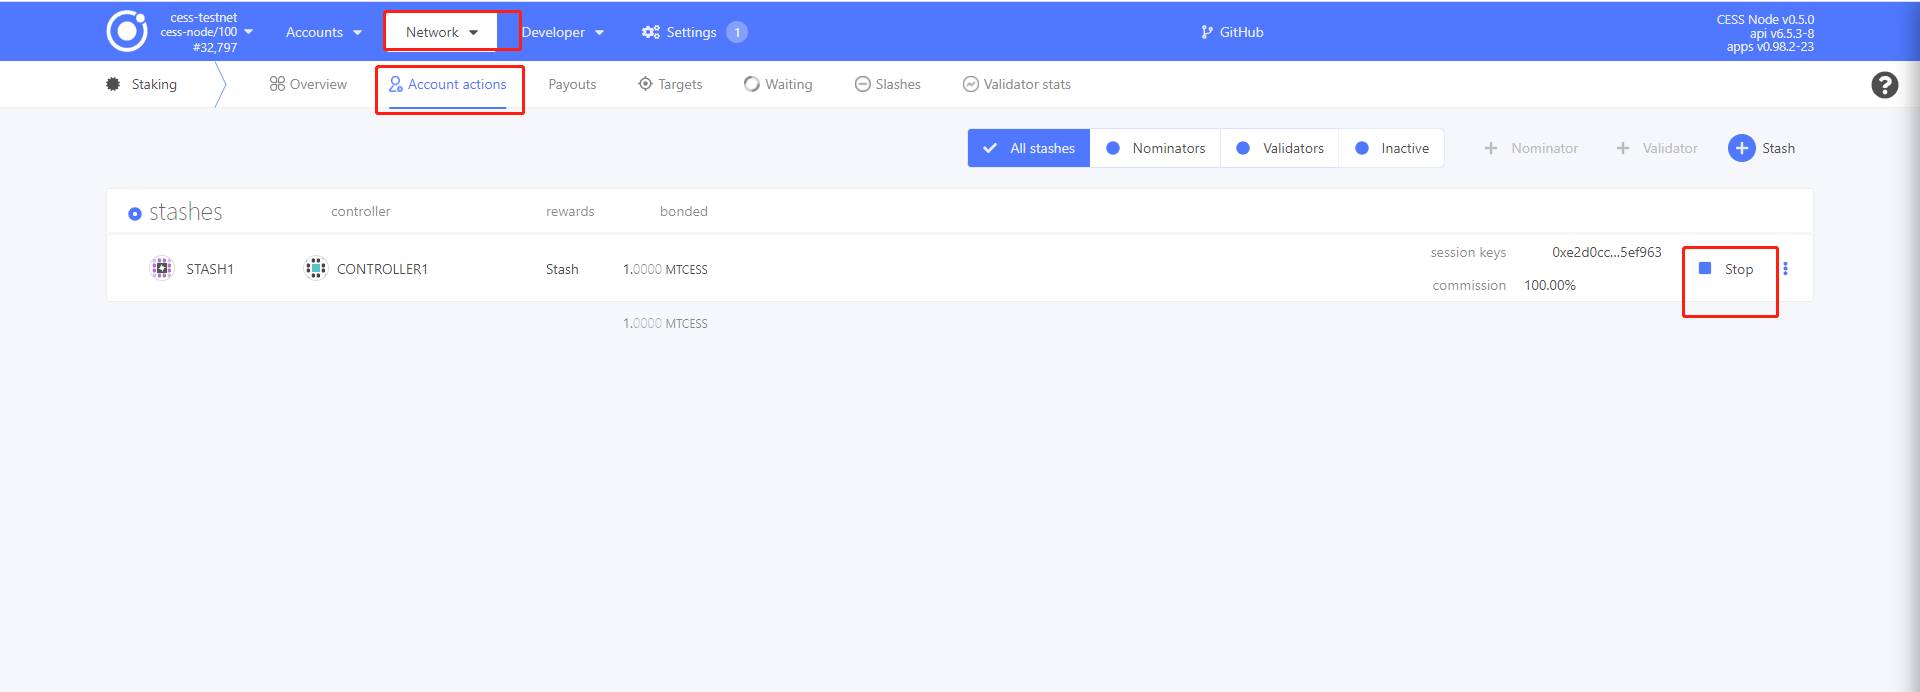 cess-testnet
cess-node/100
#32,797
Accounts
Network
Developer
Settings
1
GitHub
CESS Node v0.5.0
api v6.5.3-8
apps v0.98.2-23
Staking
Overview
Account actions
Payouts
Targets
Waiting
Slashes
Validator stats
?
All stashes
Nominators
Validators
Inactive
Nominator
Validator
Stash
stashes
controller
rewards
bonded
STASH1
CONTROLLER1
Stash
1.0000 MTCESS
session keys
0xe2d0cc...5ef963
commission
100.00%
Stop
1.0000 MTCESS